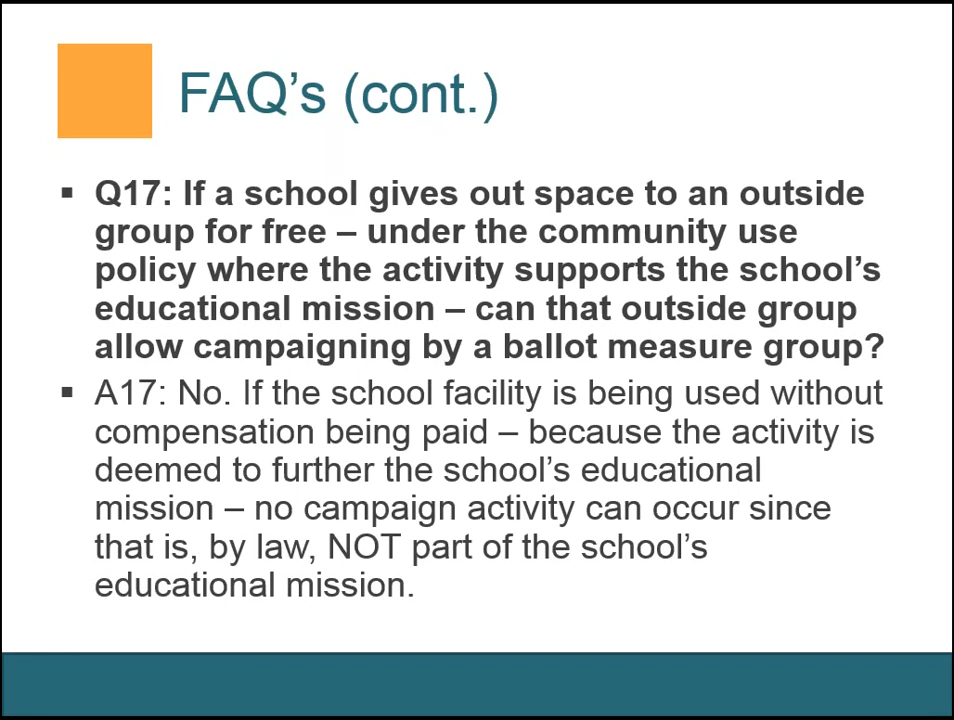 FAQ’s (cont.)
▪ Q17: If a school gives out space to an outside
group for free – under the community use
policy where the activity supports the school’s
educational mission – can that outside group
allow campaigning by a ballot measure group?
▪ A17: No. If the school facility is being used without
compensation being paid – because the activity is
deemed to further the school’s educational
mission – no campaign activity can occur since
that is, by law, NOT part of the school’s
educational mission.